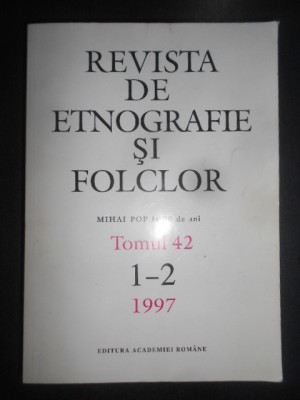 REVISTA
DE
ETNOGRAFIE
ŞI
FOLCLOR
MIHAI POP de ani
Tomul 42
1–2
1997
EDITURA ACADEMIEI ROMÂNE